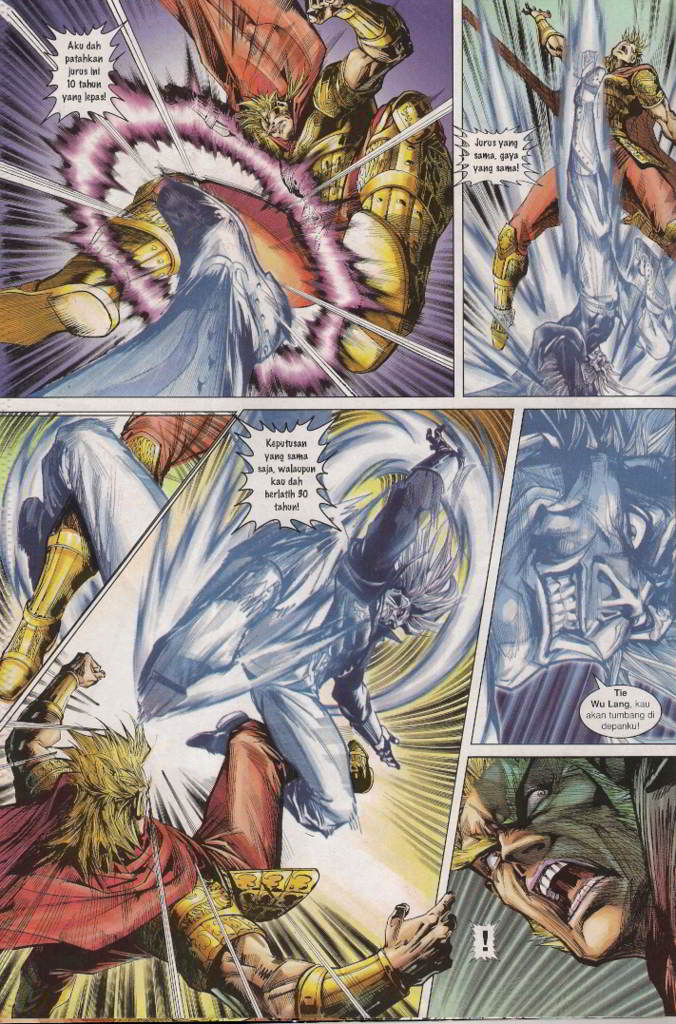 Aku dah
patahkan
jurus ini
10 tahun
yang lepas!
Jurus yang
sama, gaya
yang sama!
Keputusan
yang sama
saja, walaupun
kau dah
berlatih 30
tahun!
Tie
Wu Lang, kau
akan tumbang di
depanku!
!